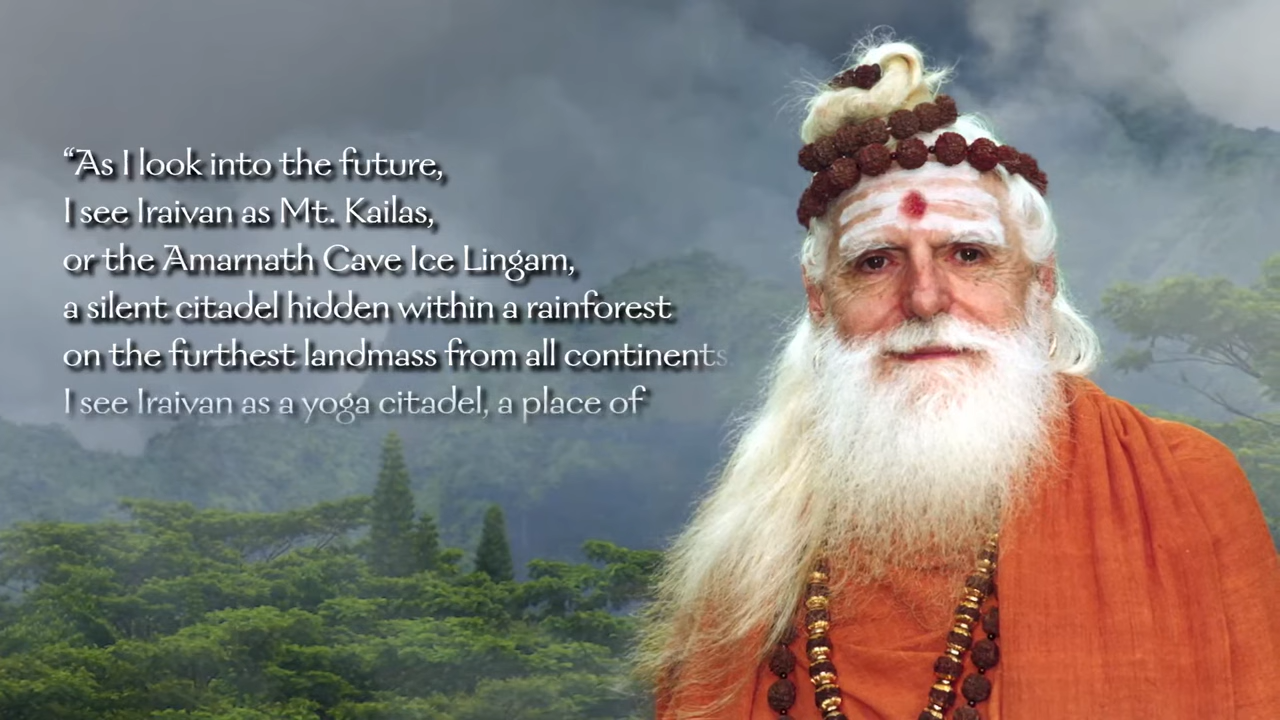 “As I look into the future,
I see Iraivan as Mt. Kailas,
or the Amarnath Cave Ice Lingam,
a silent citadel hidden within a rainforest
on the furthest landmass from all continents
I see Iraivan as a yoga citadel, a place of